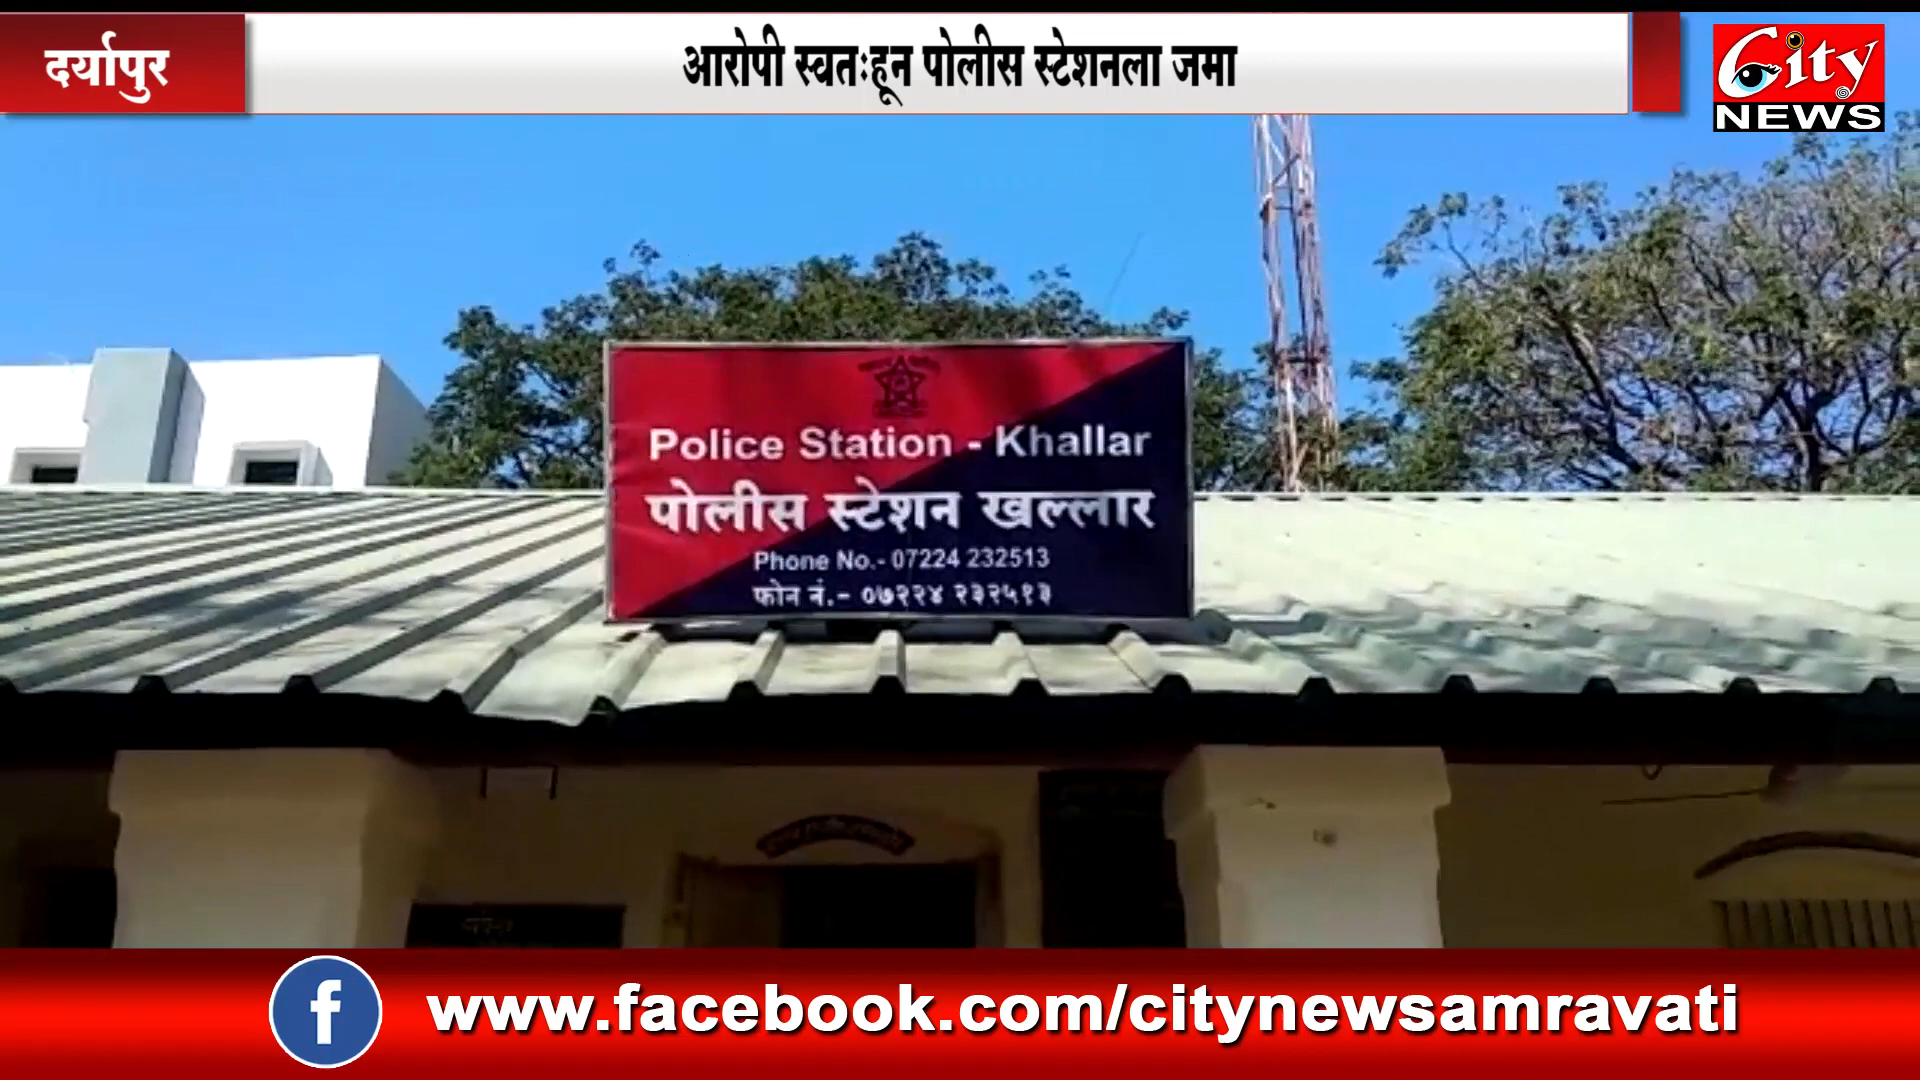 दर्यापुर
आरोपी स्वतःहून पोलीस स्टेशनला जमा
City
NEWS
Police Station - Khallar
पोलीस स्टेशन खल्लार
Phone No.- 07224 232513
फोन नं.- ०७२२४ २३२५१३
www.facebook.com/citynewsamravati